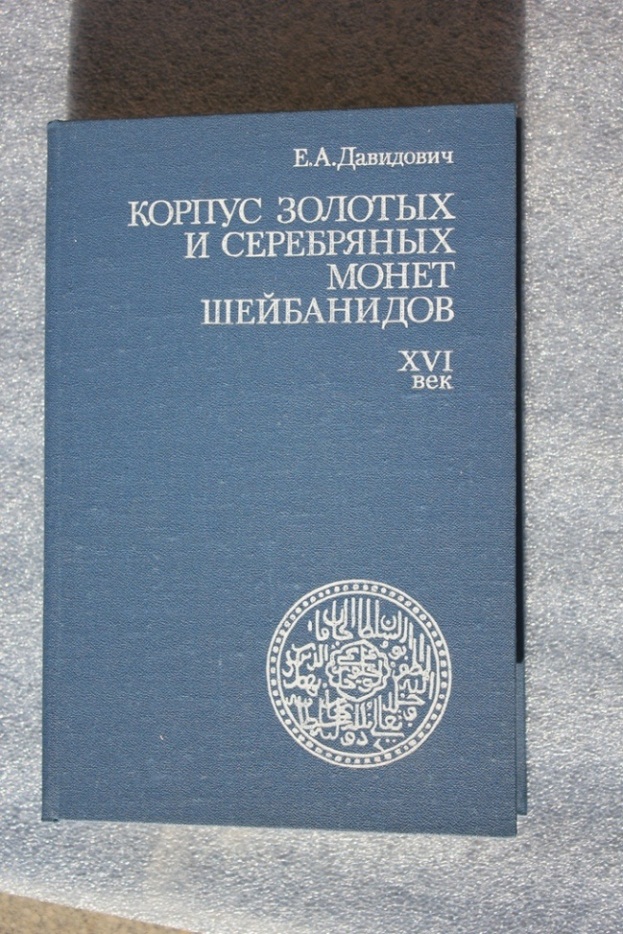 Е.А.Давидович
КОРПУС ЗОЛОТЫХ
И СЕРЕБРЯНЫХ
МОНЕТ
ШЕЙБАНИДОВ
XVI
век